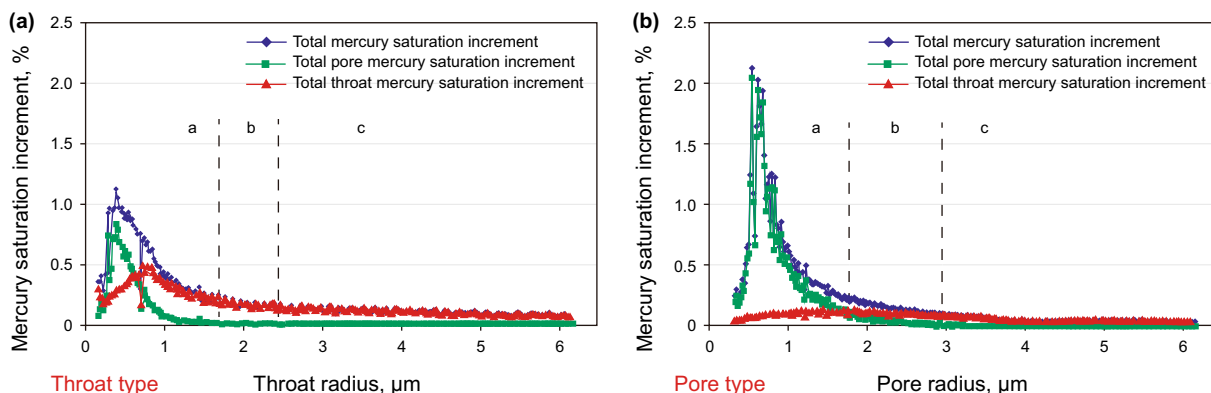 (a)
Mercury saturation increment, %
2.5
2.0
1.5
1.0
0.5
0
Total mercury saturation increment
Total pore mercury saturation increment
Total throat mercury saturation increment
a b c
0 1 2 3 4 5 6
Throat type Throat radius, μm
(b)
Mercury saturation increment, %
2.5
2.0
1.5
1.0
0.5
0
Total mercury saturation increment
Total pore mercury saturation increment
Total throat mercury saturation increment
a b c
0 1 2 3 4 5 6
Pore type Pore radius, μm